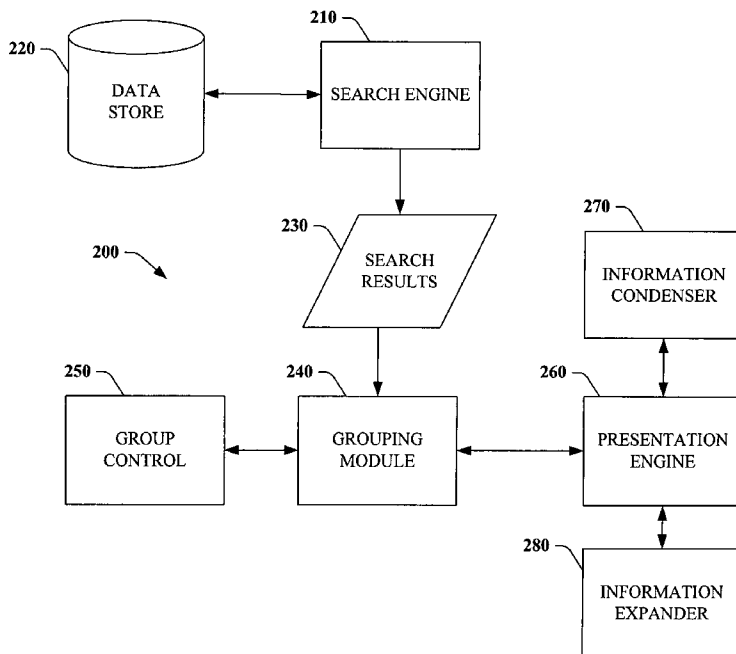 210
220
DATA
STORE
SEARCH ENGINE
230
SEARCH
RESULTS
200
270
INFORMATION
CONDENSER
250
GROUP
CONTROL
240
GROUPING
MODULE
260
PRESENTATION
ENGINE
280
INFORMATION
EXPANDER